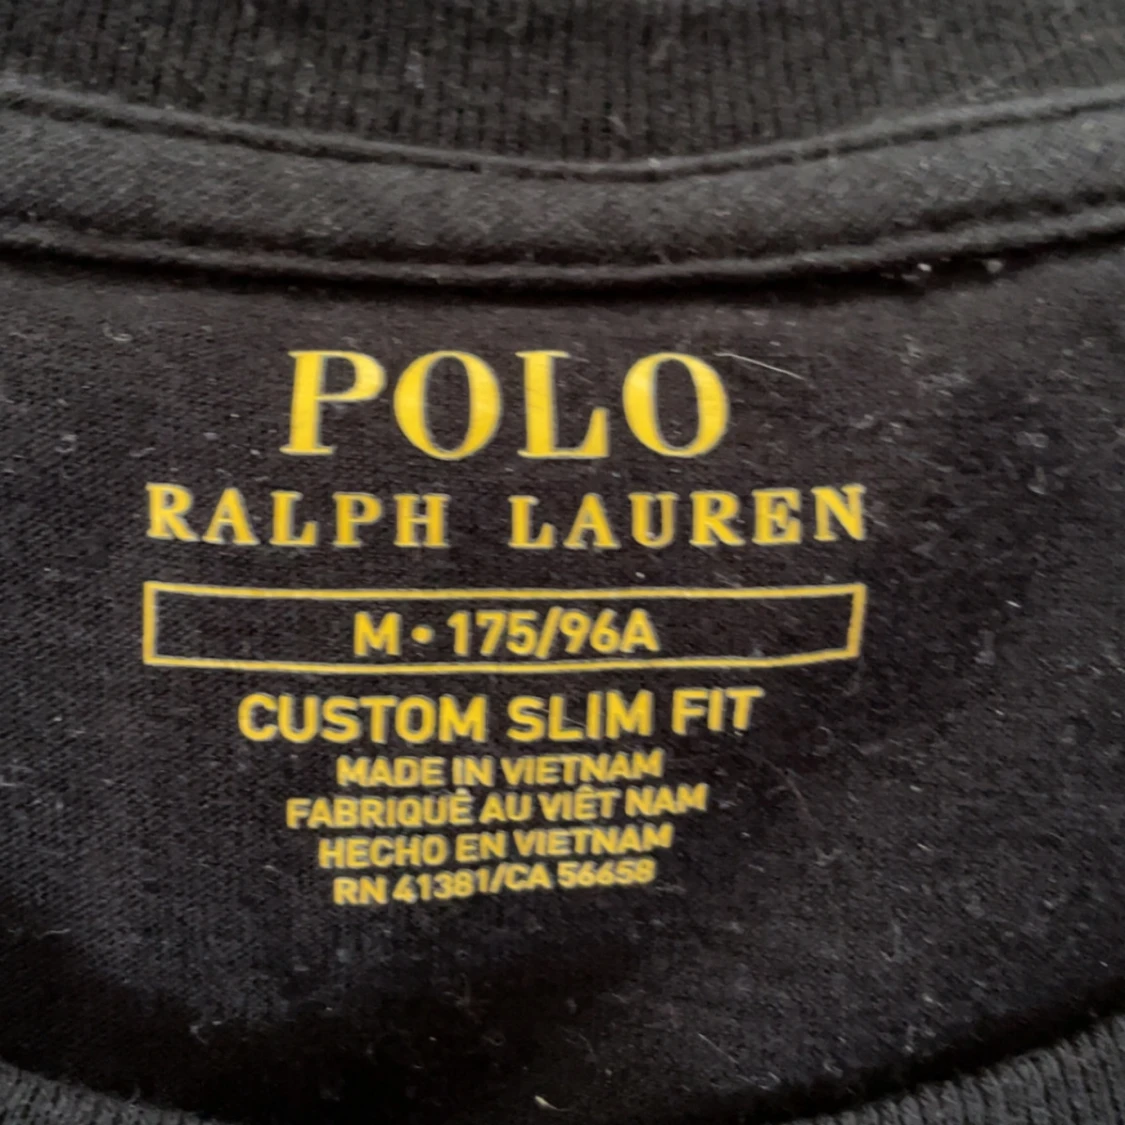 POLO
RALPH LAUREN
M • 175/96A
CUSTOM SLIM FIT
MADE IN VIETNAM
FABRIQUÉ AU VIÊT NAM
HECHO EN VIETNAM
RN 41381/CA 56658